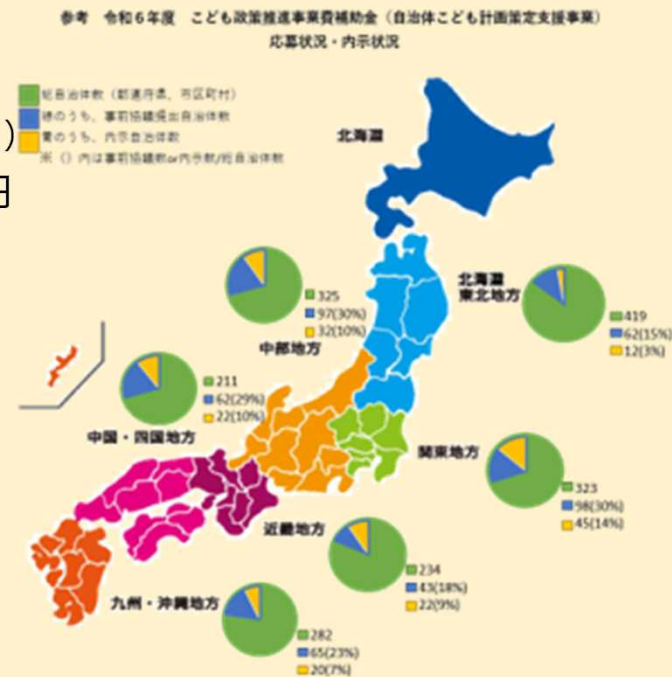 参考　令和６年度　こども政策推進事業費補助金（自治体こども計画策定支援事業）
応募状況・内示状況
総自治体数（都道府県、市区町村）
緑のうち、事前協議提出自治体数
青のうち、内示自治体数
※（）内は事前協議数or内示数/総自治体数
)
北海道
325
97(30%)
32(10%)
中部地方
北海道
東北地方
419
62(15%)
12(3%)
211
62(29%)
22(10%)
中国・四国地方
関東地方
323
98(30%)
45(14%)
近畿地方
234
43(18%)
22(9%)
九州・沖縄地方
282
65(23%)
20(7%)